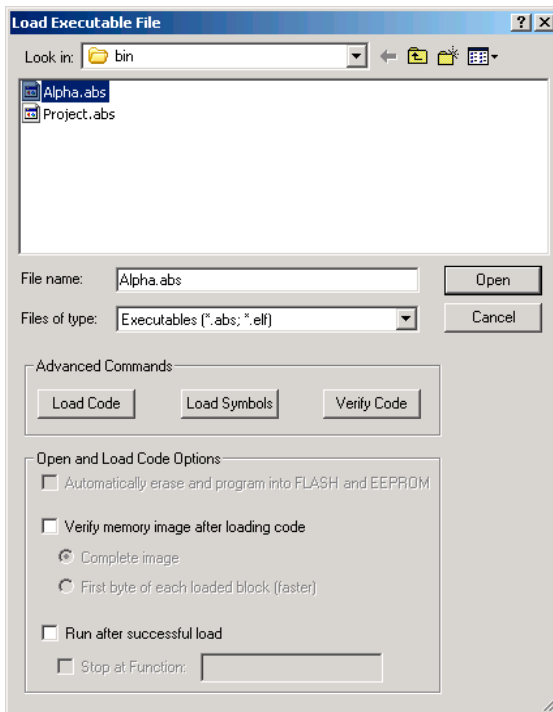 Load Executable File
Look in: bin
Alpha.abs
Project.abs
File name: Alpha.abs Open
Files of type: Executables (*.abs; *.elf) Cancel
Advanced Commands
Load Code Load Symbols Verify Code
Open and Load Code Options
Automatically erase and program into FLASH and EEPROM
Verify memory image after loading code
Complete image
First byte of each loaded block (faster)
Run after successful load
Stop at Function: